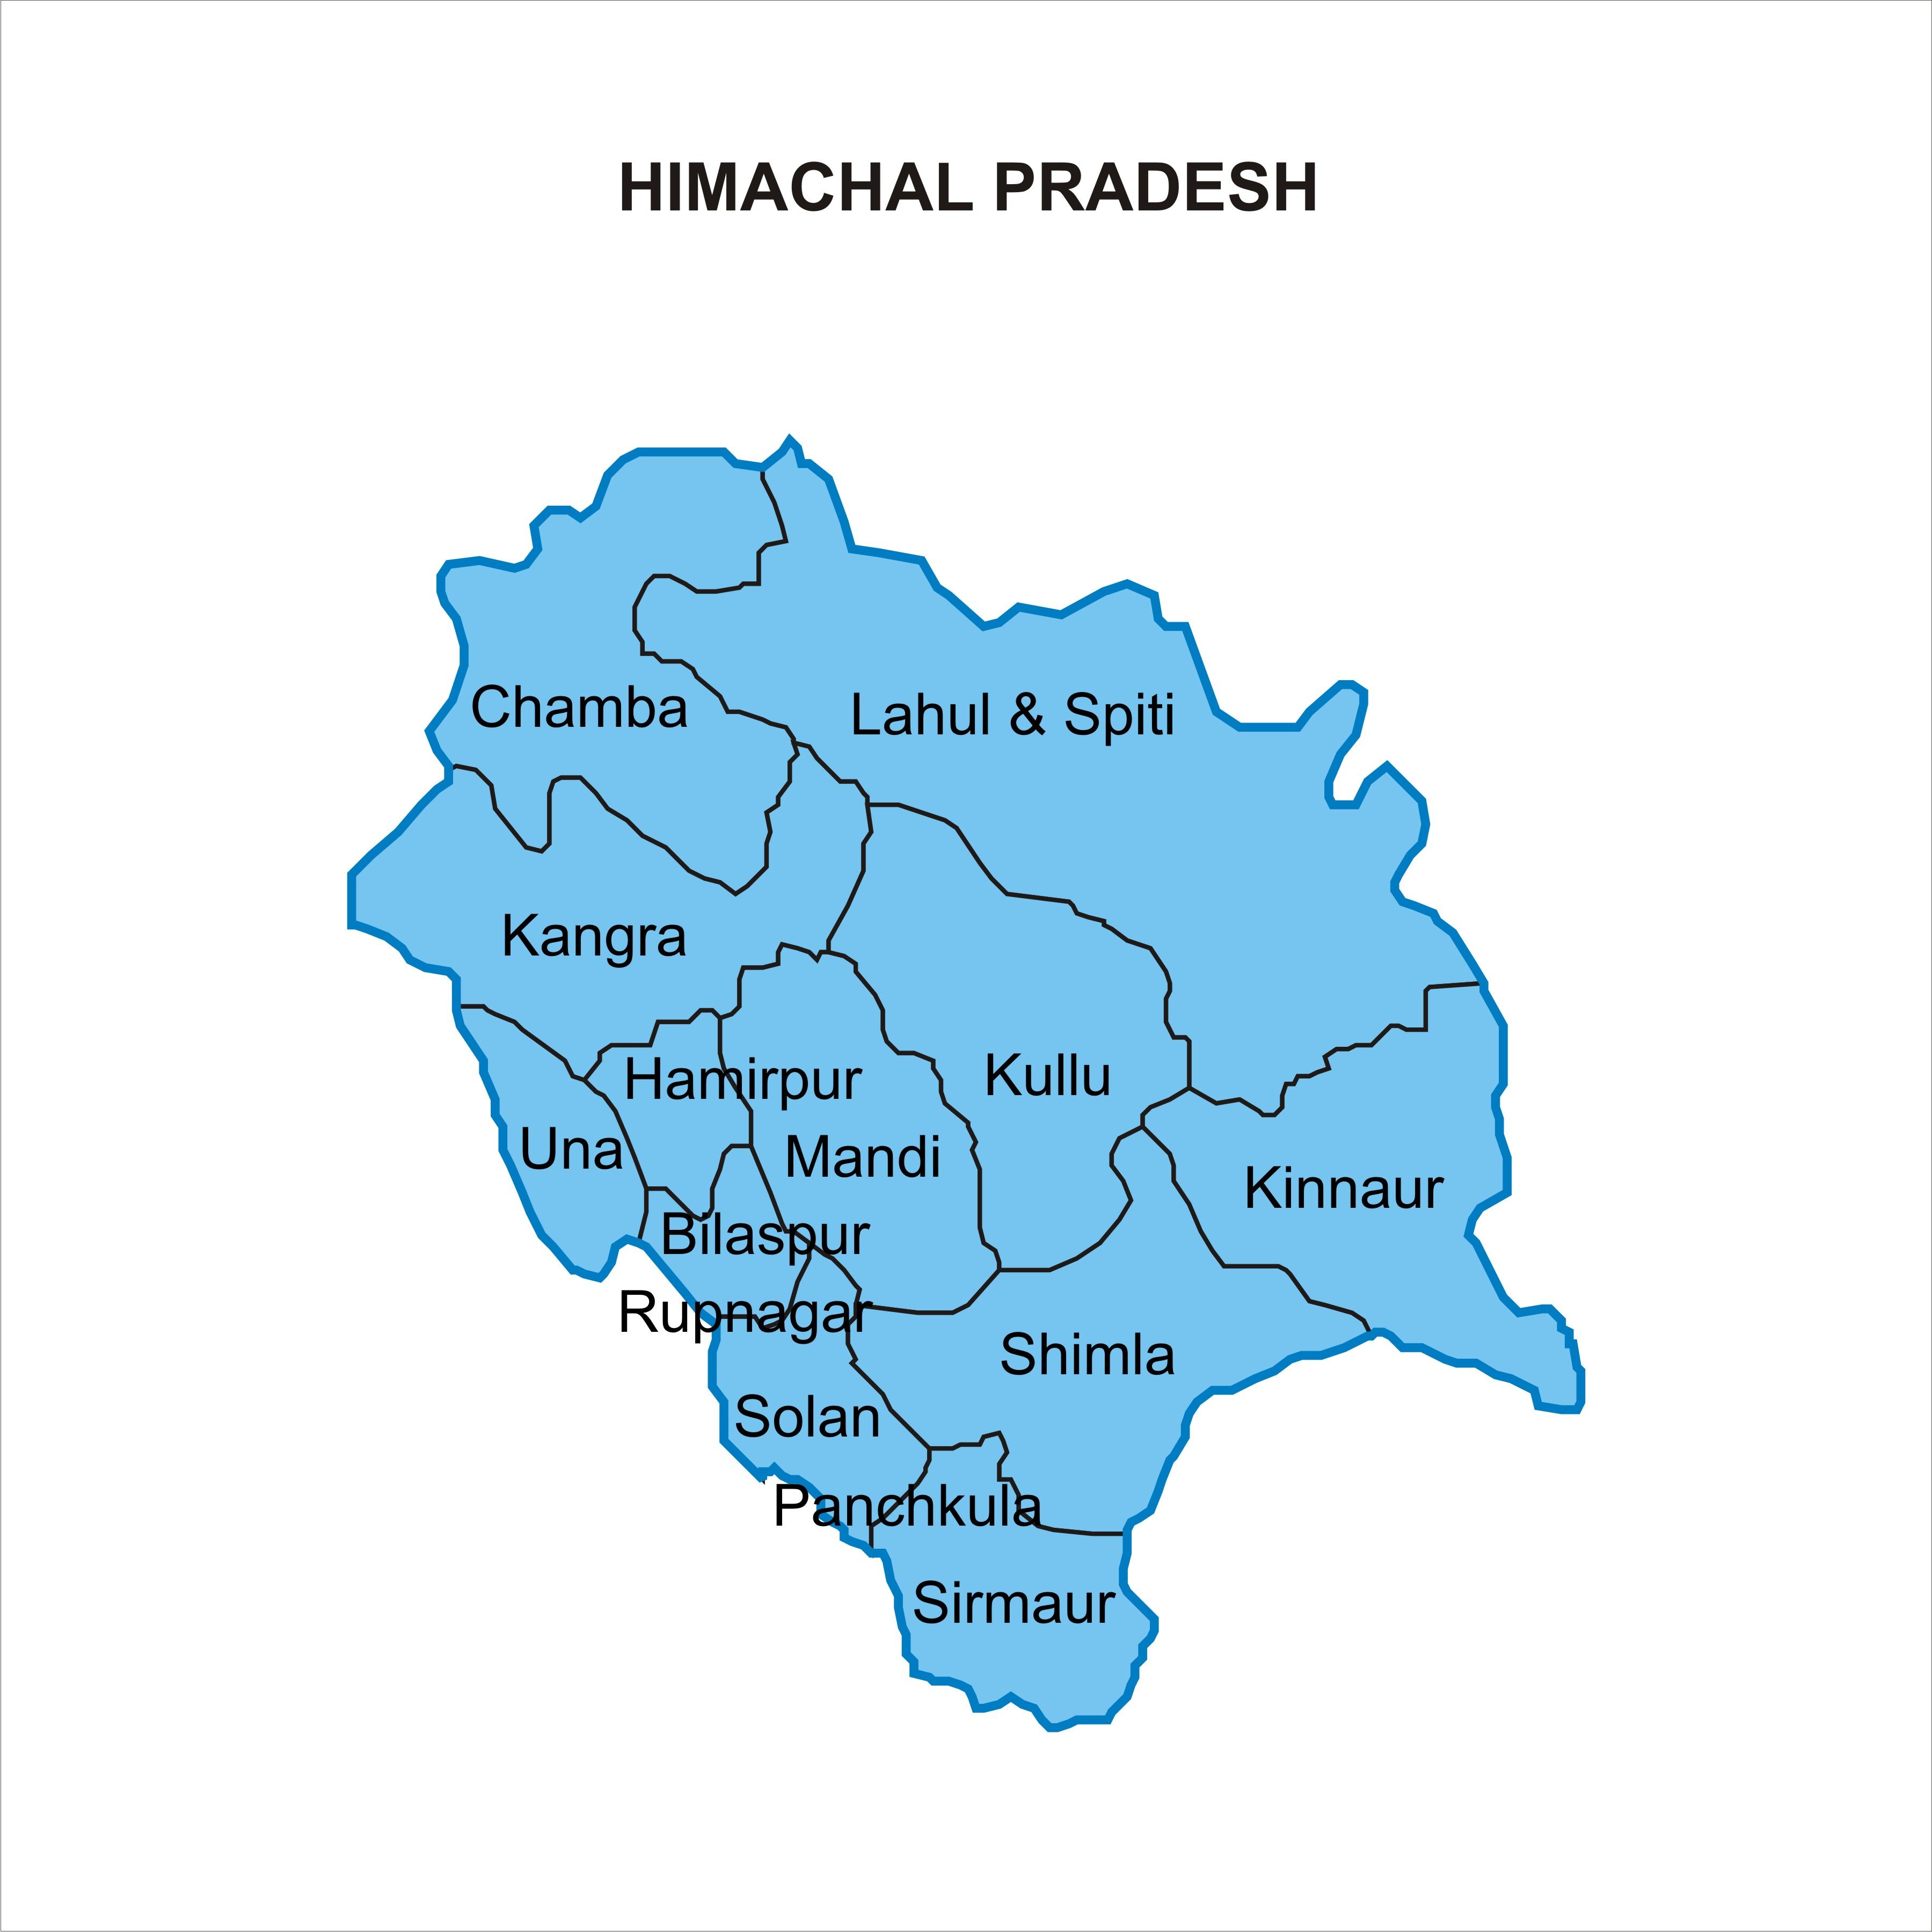 HIMACHAL PRADESH
Chamba
Lahul & Spiti
Kangra
Hamirpur
Kullu
Una
Mandi
Kinnaur
Bilaspur
Rupnagar
Shimla
Solan
Panchkula
Sirmaur